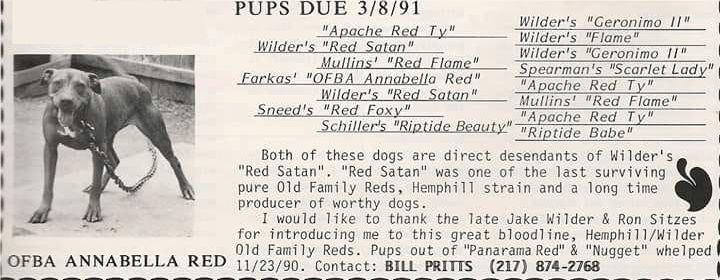 PUPS DUE 3/8/91
"Apache Red Ty"
Wilder's "Red Satan"
Mullins' "Red Flame"
Farkas' "OFBA Annabella Red"
Wilder's "Red Satan"
Sneed's "Red Foxy"
Schiller's "Riptide Beauty"
Wilder's "Geronimo II"
Wilder's "Flame"
Wilder's "Geronimo II"
Spearman's "Scarlet Lady"
"Apache Red Ty"
Mullins' "Red Flame"
"Apache Red Ty"
"Riptide Babe"
Both of these dogs are direct desendants of Wilder's
"Red Satan". "Red Satan" was one of the last surviving
pure Old Family Reds, Hemphill strain and a long time
producer of worthy dogs.
I would like to thank the late Jake Wilder & Ron Sitzes
for introducing me to this great bloodline, Hemphill/Wilder
Old Family Reds. Pups out of "Panarama Red" & "Nugget" whelped
11/23/90. Contact: BILL PRITTS (217) 874-2768
OFBA ANNABELLA RED